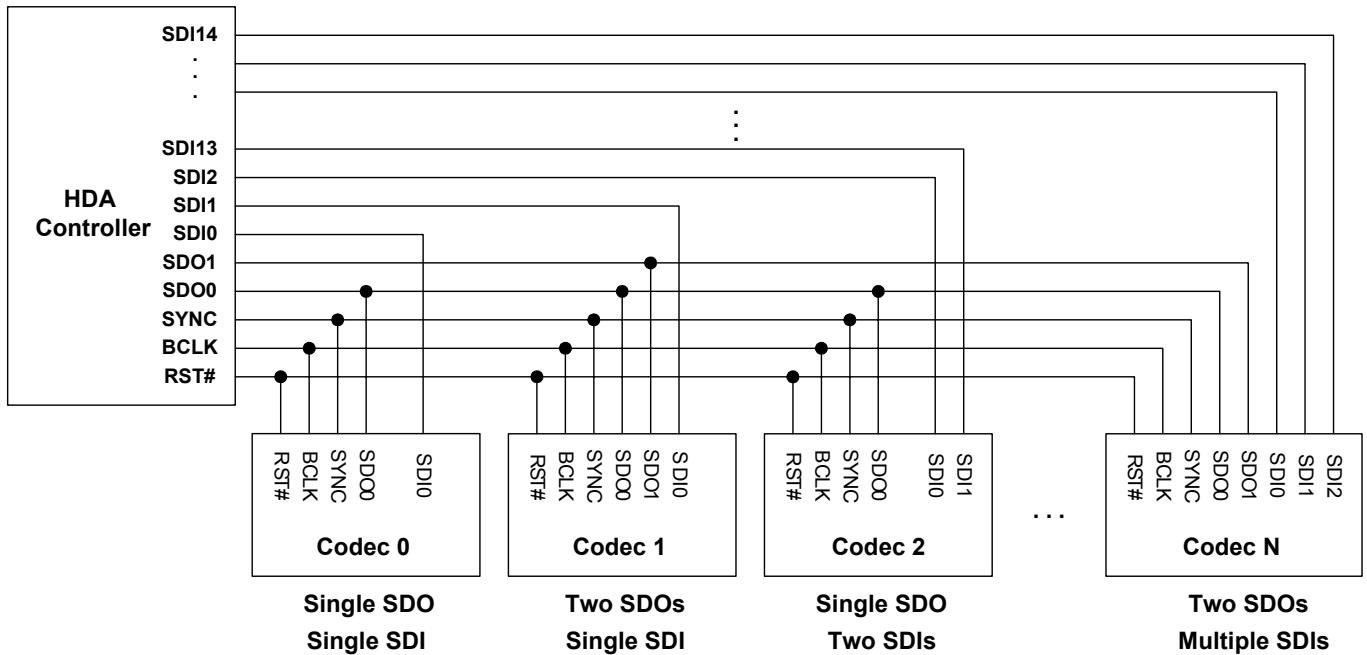 SDI14
.
.
.
SDI13
SDI2
SDI1
SDI0
SDO1
SDO0
SYNC
BCLK
RST#
HDA
Controller
. . .
RST#
BCLK
SYNC
SDO0
SDI0
Codec 0
Single SDO
Single SDI
RST#
BCLK
SYNC
SDO0
SDO1
SDI0
Codec 1
Two SDOs
Single SDI
RST#
BCLK
SYNC
SDO0
SDI0
SDI1
Codec 2
Single SDO
Two SDIs
. . .
RST#
BCLK
SYNC
SDO0
SDO1
SDI0
SDI1
SDI2
Codec N
Two SDOs
Multiple SDIs